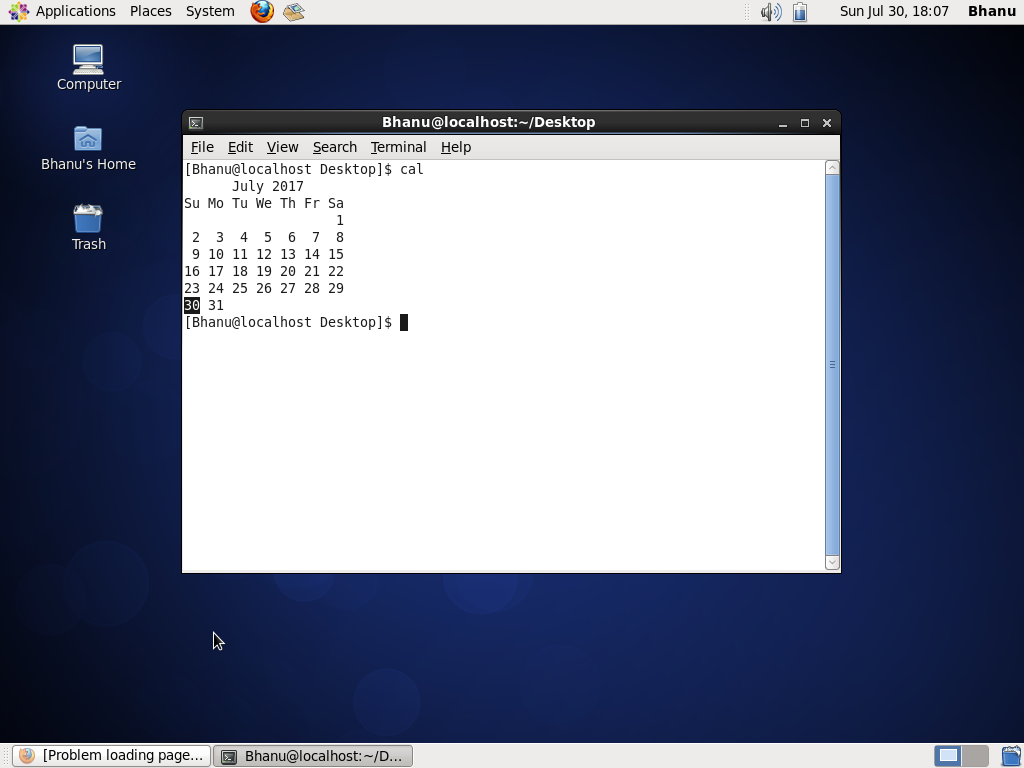 Applications Places System Sun Jul 30, 18:07 Bhanu
Computer
Bhanu's Home
Trash
Bhanu@localhost:~/Desktop
File Edit View Search Terminal Help
[Bhanu@localhost Desktop]$ cal
      July 2017
Su Mo Tu We Th Fr Sa
                   1
 2  3  4  5  6  7  8
 9 10 11 12 13 14 15
16 17 18 19 20 21 22
23 24 25 26 27 28 29
30 31
[Bhanu@localhost Desktop]$
[Problem loading page... Bhanu@localhost:~/D...